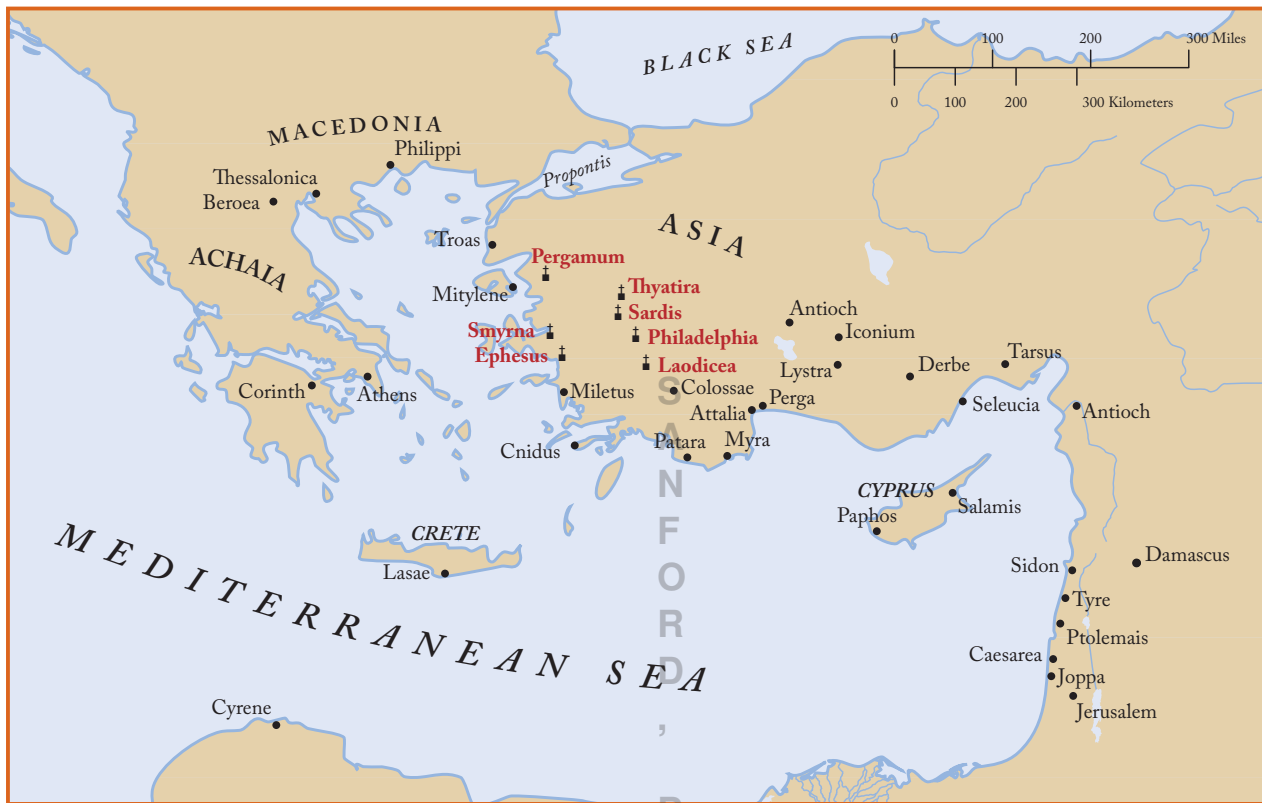 BLACK SEA
0 100 200 300 Miles
0 100 200 300 Kilometers
MACEDONIA
Philippi
Thessalonica
Beroea
Propontis
ASIA
Troas
ACHAIA
Pergamum
Mitylene
Thyatira
Sardis
Smyrna
Philadelphia
Ephesus
Laodicea
Antioch
Iconium
Lystra
Derbe
Tarsus
Corinth
Athens
Miletus
Colossae
Attalia
Perga
Seleucia
Antioch
Cnidus
Patara
Myra
CYPRUS
Salamis
Paphos
CRETE
Lasae
MEDITERRANEAN SEA
Sidon
Damascus
Tyre
Ptolemais
Caesarea
Joppa
Jerusalem
Cyrene
SANFORD,